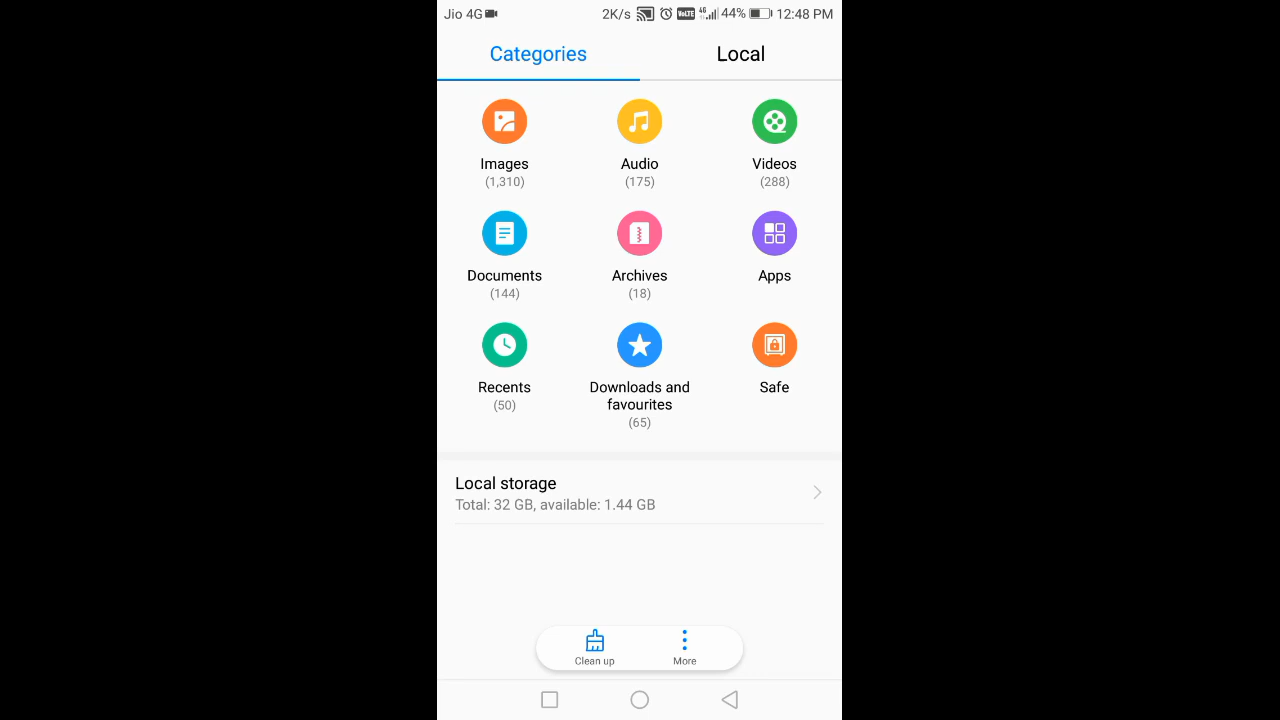 Jio 4G 2K/s VoLTE 4G 44% 12:48 PM
Categories Local
Images Audio Videos
(1,310) (175) (288)
Documents Archives Apps
(144) (18)
Recents Downloads and Safe
(50) favourites
(65)
Local storage
Total: 32 GB, available: 1.44 GB
Clean up More